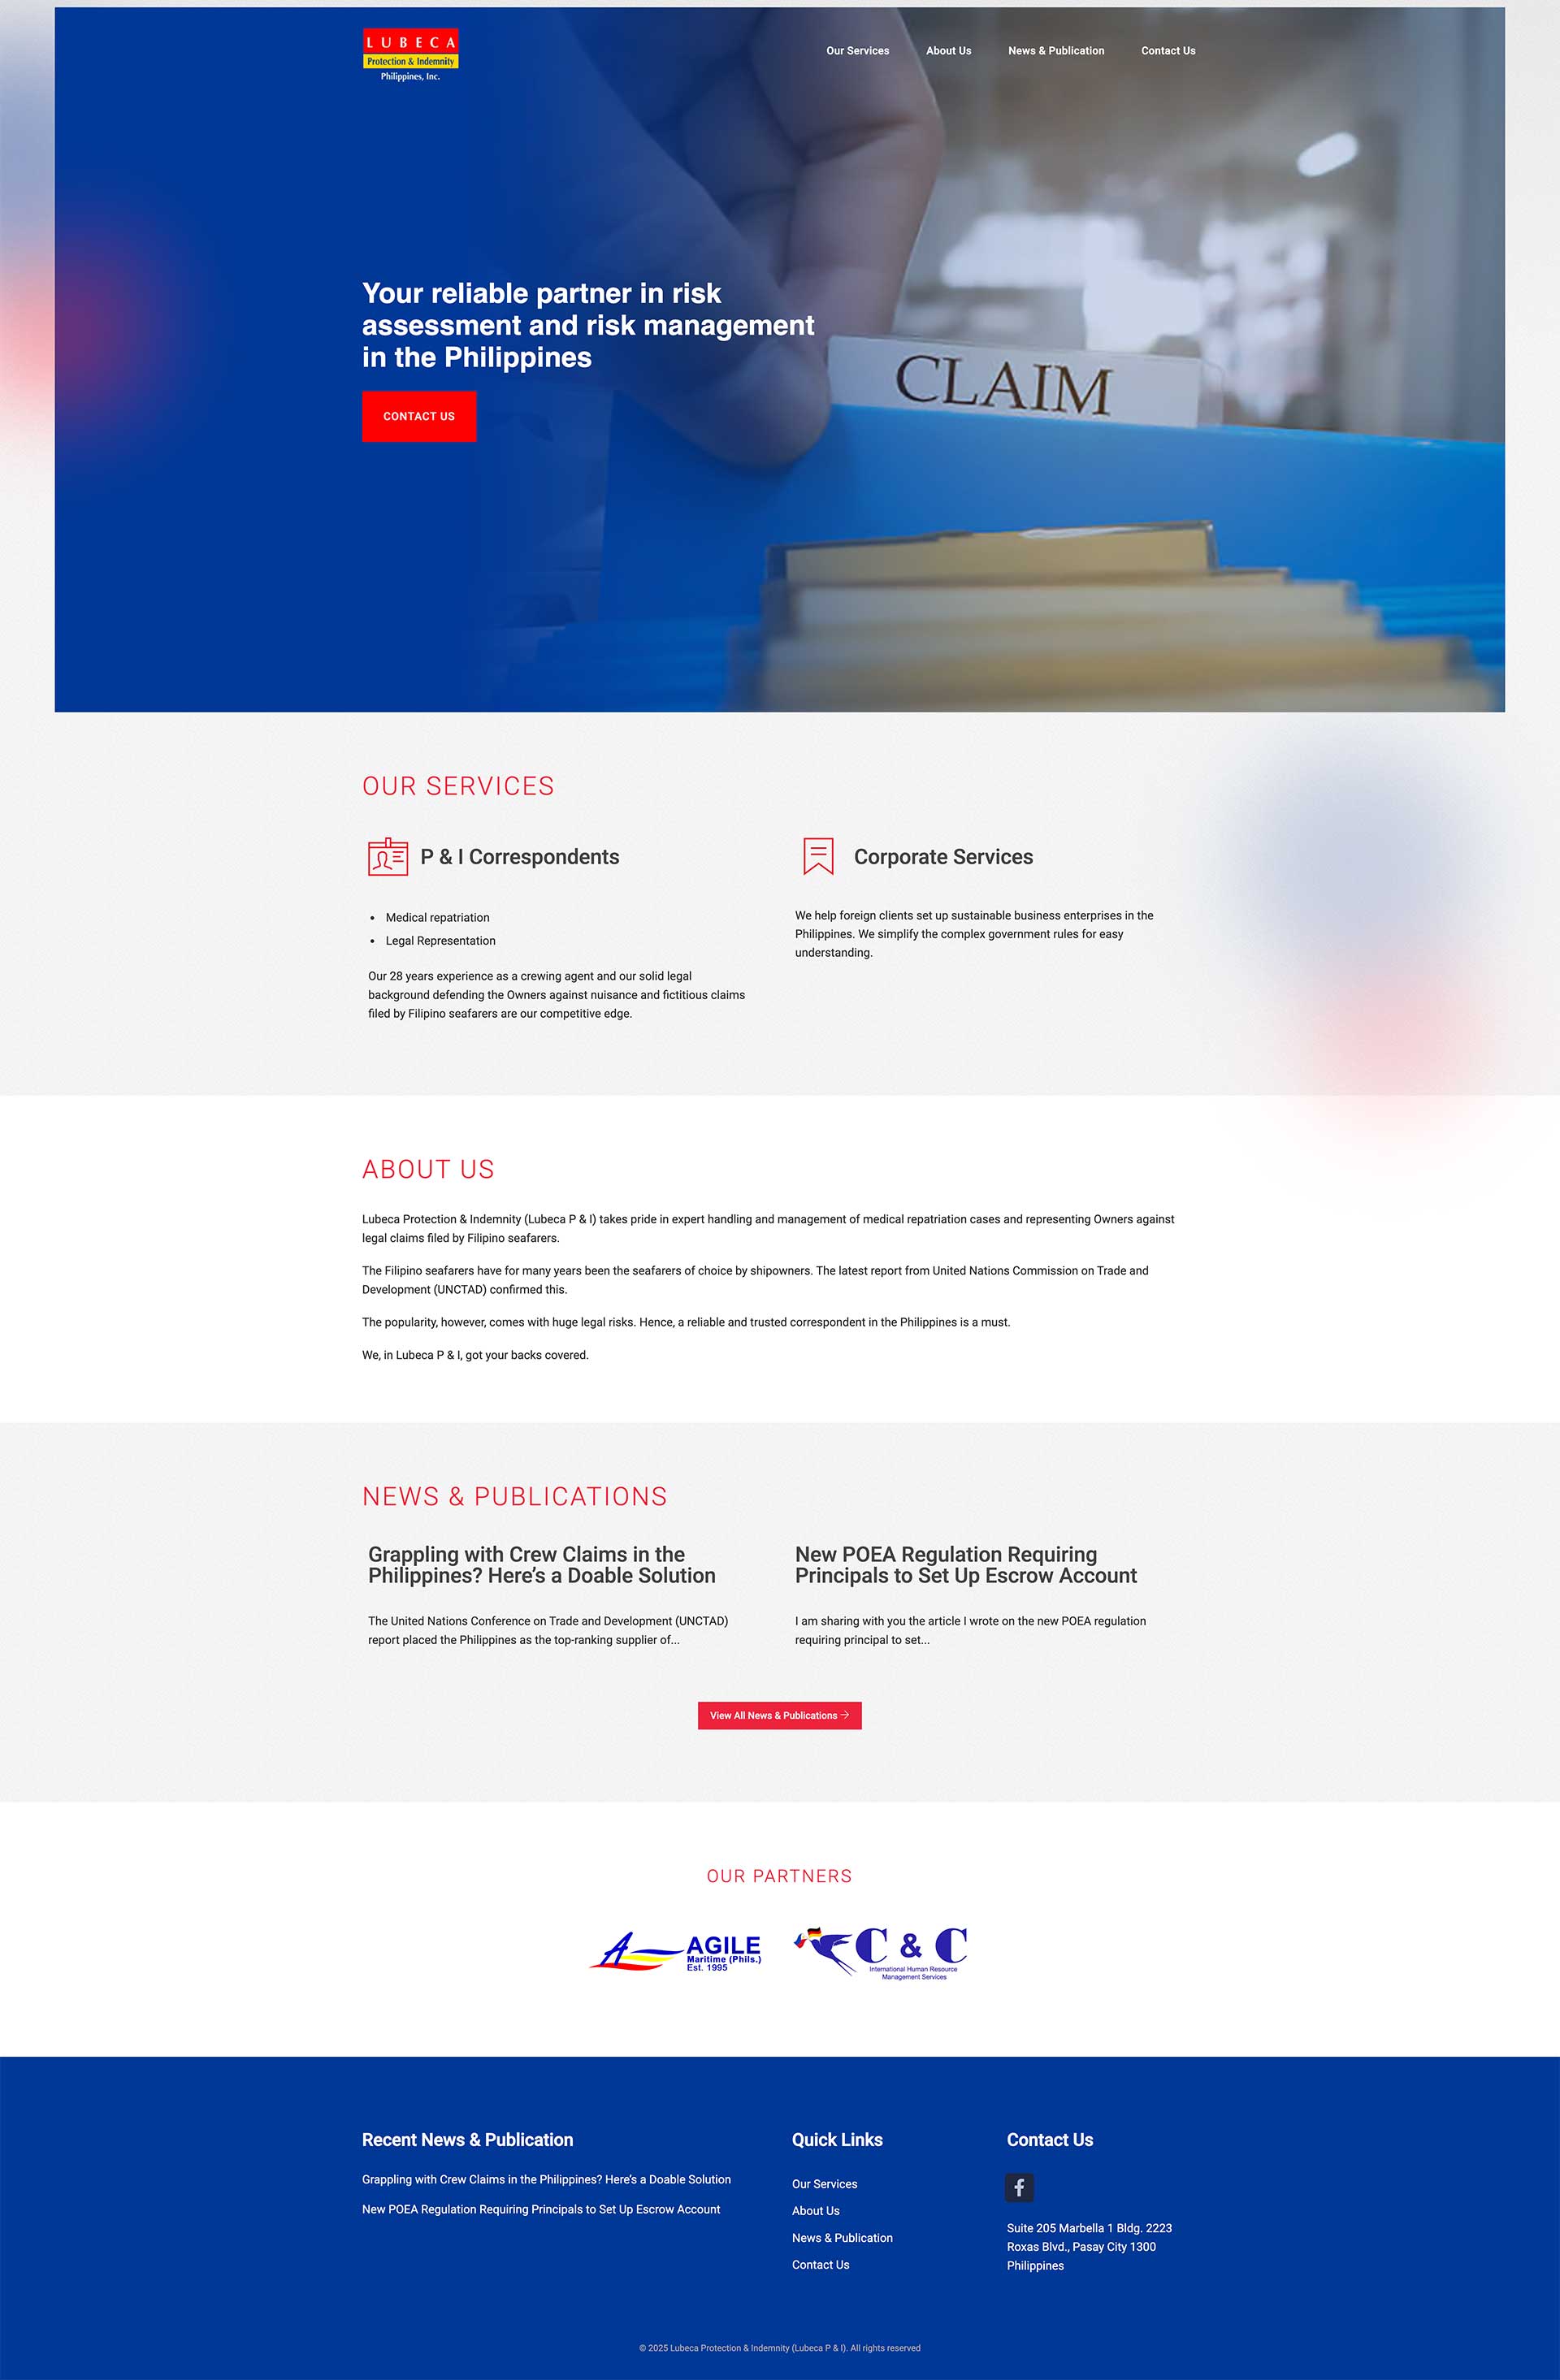 LUBECA
Protection & Indemnity
Philippines, Inc.
Our Services About Us News & Publication Contact Us
Your reliable partner in risk
assessment and risk management
in the Philippines
CONTACT US
CLAIM
OUR SERVICES
P & I Correspondents
• Medical repatriation
• Legal Representation
Our 28 years experience as a crewing agent and our solid legal
background defending the Owners against nuisance and fictitious claims
filed by Filipino seafarers are our competitive edge.
Corporate Services
We help foreign clients set up sustainable business enterprises in the
Philippines. We simplify the complex government rules for easy
understanding.
ABOUT US
Lubeca Protection & Indemnity (Lubeca P & I) takes pride in expert handling and management of medical repatriation cases and representing Owners against
legal claims filed by Filipino seafarers.
The Filipino seafarers have for many years been the seafarers of choice by shipowners. The latest report from United Nations Commission on Trade and
Development (UNCTAD) confirmed this.
The popularity, however, comes with huge legal risks. Hence, a reliable and trusted correspondent in the Philippines is a must.
We, in Lubeca P & I, got your backs covered.
NEWS & PUBLICATIONS
Grappling with Crew Claims in the
Philippines? Here’s a Doable Solution
The United Nations Conference on Trade and Development (UNCTAD)
report placed the Philippines as the top-ranking supplier of...
New POEA Regulation Requiring
Principals to Set Up Escrow Account
I am sharing with you the article I wrote on the new POEA regulation
requiring principal to set...
View All News & Publications →
OUR PARTNERS
AGILE
Maritime (Phils.)
Est. 1995
C & C
International Human Resource
Management Services
Recent News & Publication
Grappling with Crew Claims in the Philippines? Here’s a Doable Solution
New POEA Regulation Requiring Principals to Set Up Escrow Account
Quick Links
Our Services
About Us
News & Publication
Contact Us
Contact Us
Suite 205 Marbella 1 Bldg. 2223
Roxas Blvd., Pasay City 1300
Philippines
© 2025 Lubeca Protection & Indemnity (Lubeca P & I). All rights reserved